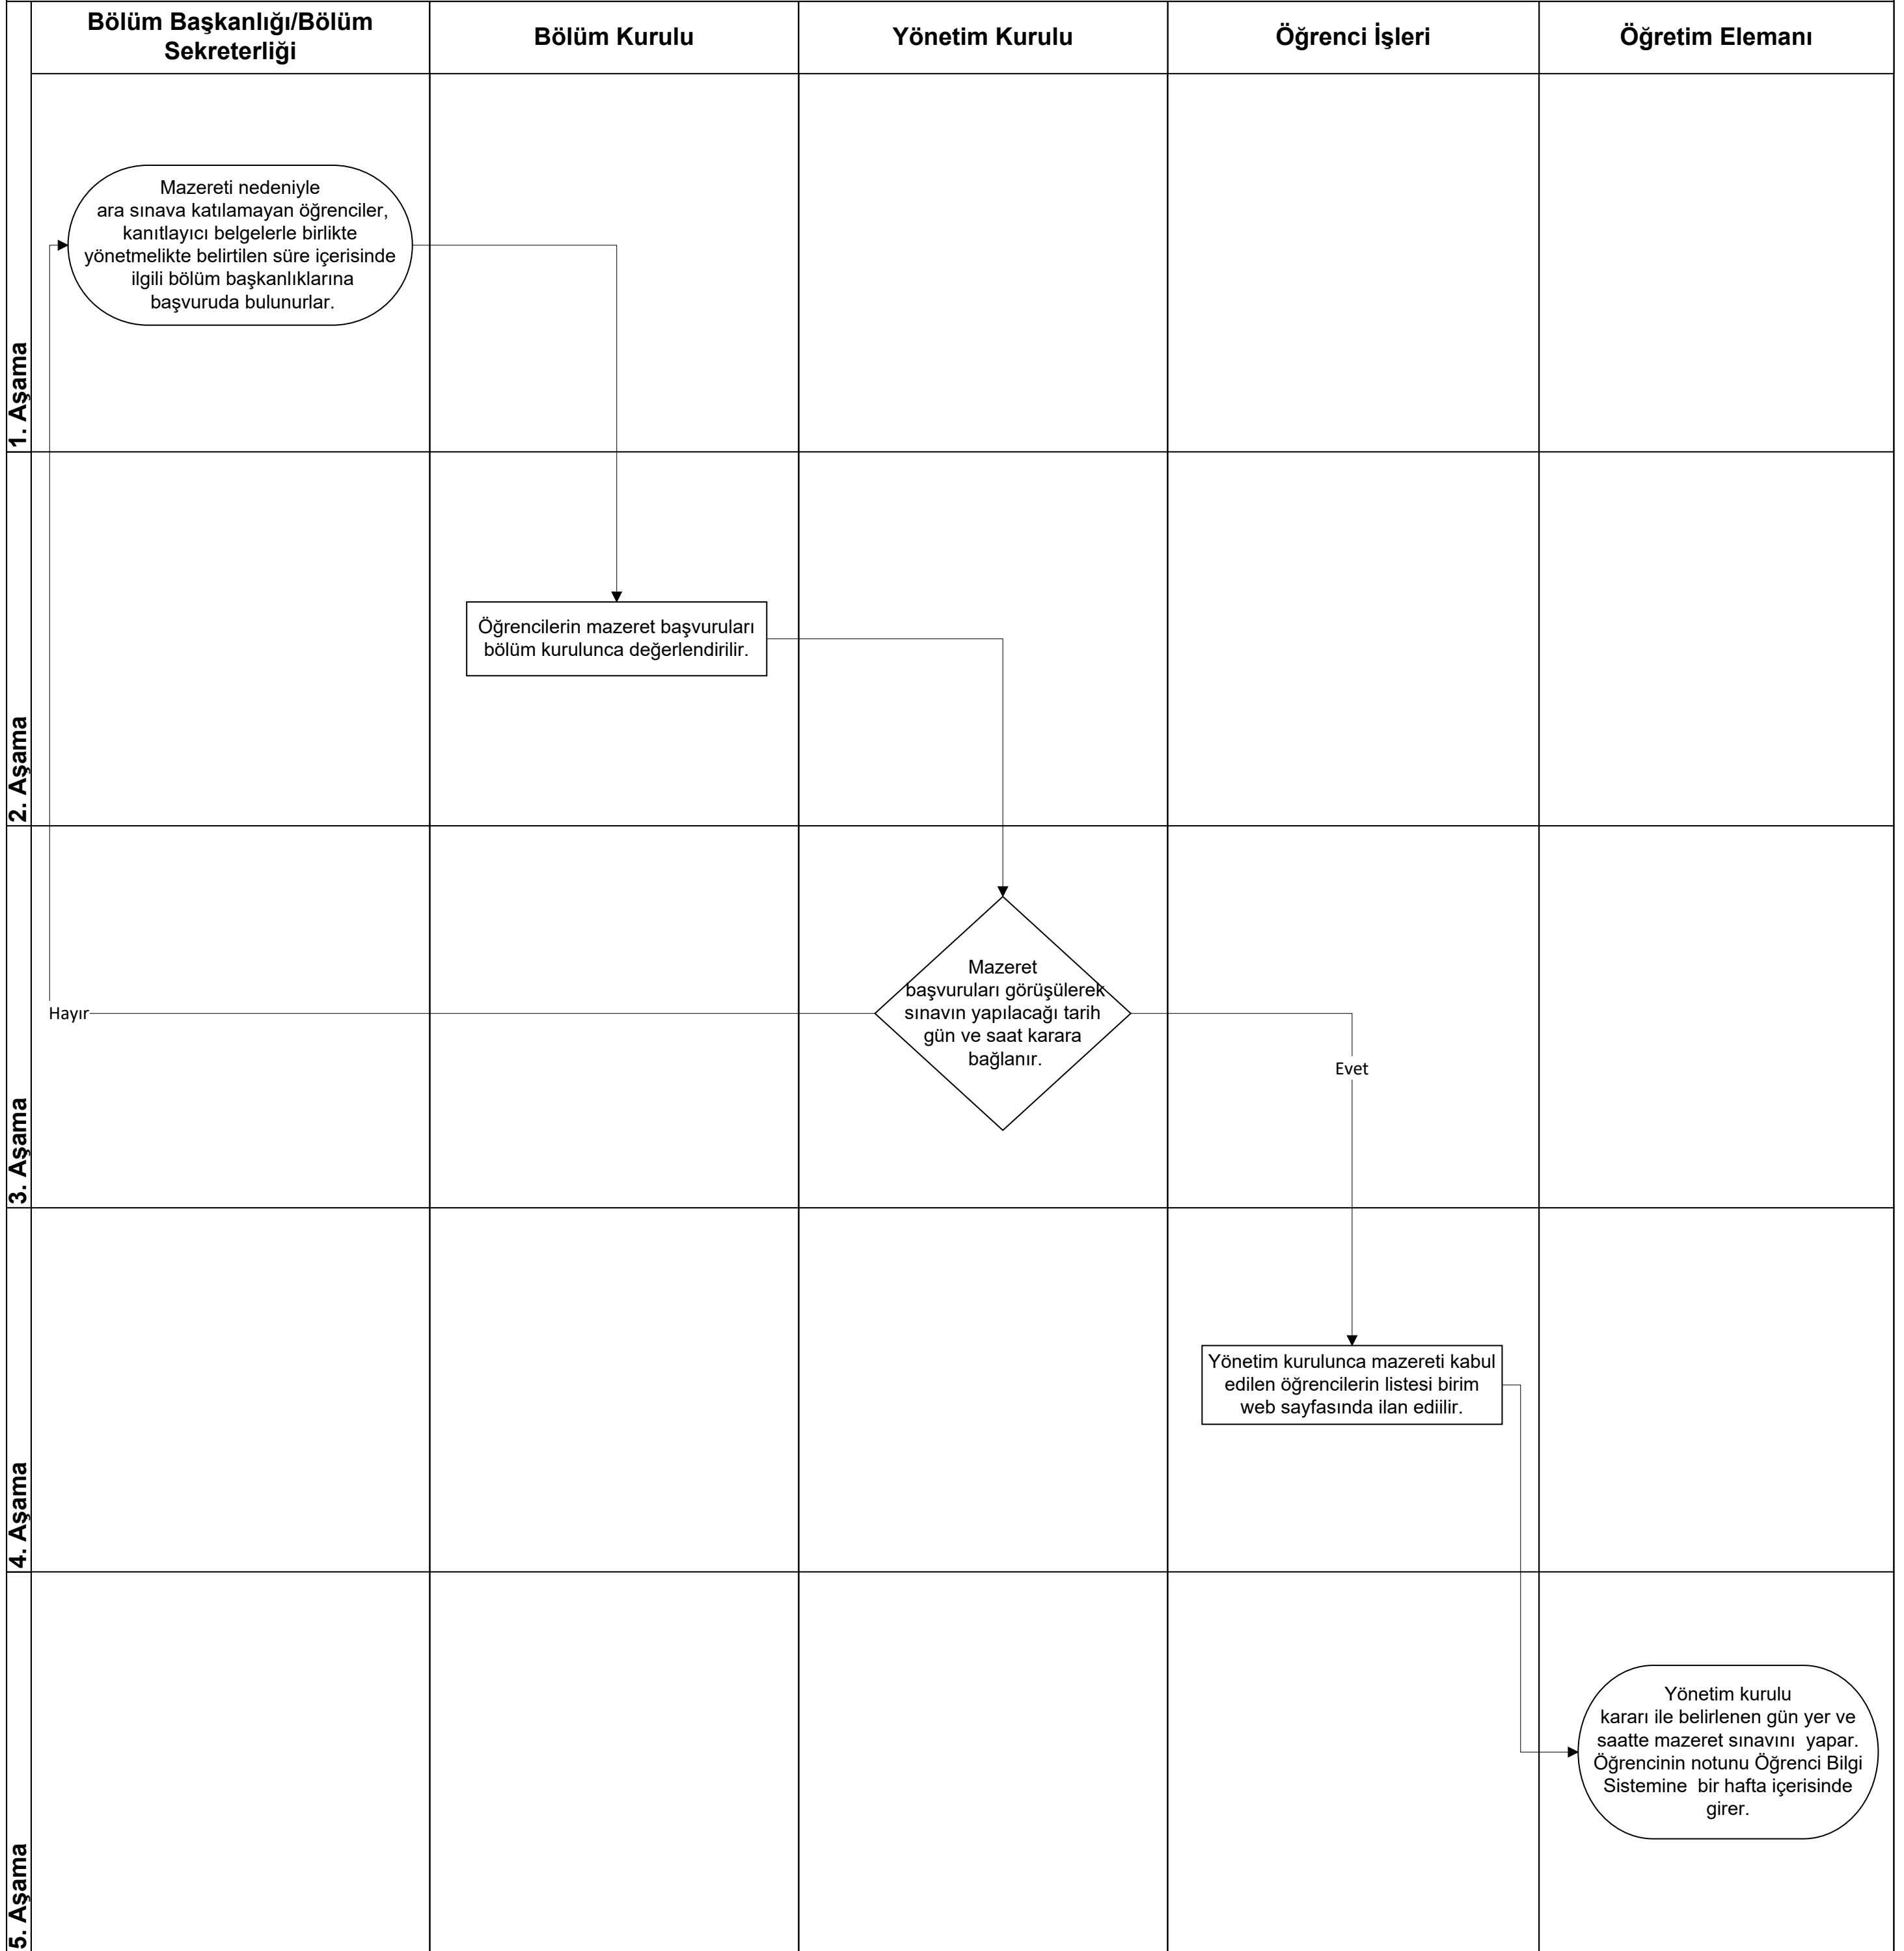 Bölüm Başkanlığı/Bölüm
Sekreterliği
Bölüm Kurulu
Yönetim Kurulu
Öğrenci İşleri
Öğretim Elemanı
1. Aşama
Mazereti nedeniyle
ara sınava katılamayan öğrenciler,
kanıtlayıcı belgelerle birlikte
yönetmelikte belirtilen süre içerisinde
ilgili bölüm başkanlıklarına
başvuruda bulunurlar.
2. Aşama
Öğrencilerin mazeret başvuruları
bölüm kurulunca değerlendirilir.
3. Aşama
Mazeret
başvuruları görüşülerek
sınavın yapılacağı tarih
gün ve saat karara
bağlanır.
Hayır
Evet
4. Aşama
Yönetim kurulunca mazereti kabul
edilen öğrencilerin listesi birim
web sayfasında ilan ediilir.
5. Aşama
Yönetim kurulu
kararı ile belirlenen gün yer ve
saatte mazeret sınavını  yapar.
Öğrencinin notunu Öğrenci Bilgi
Sistemine  bir hafta içerisinde
girer.